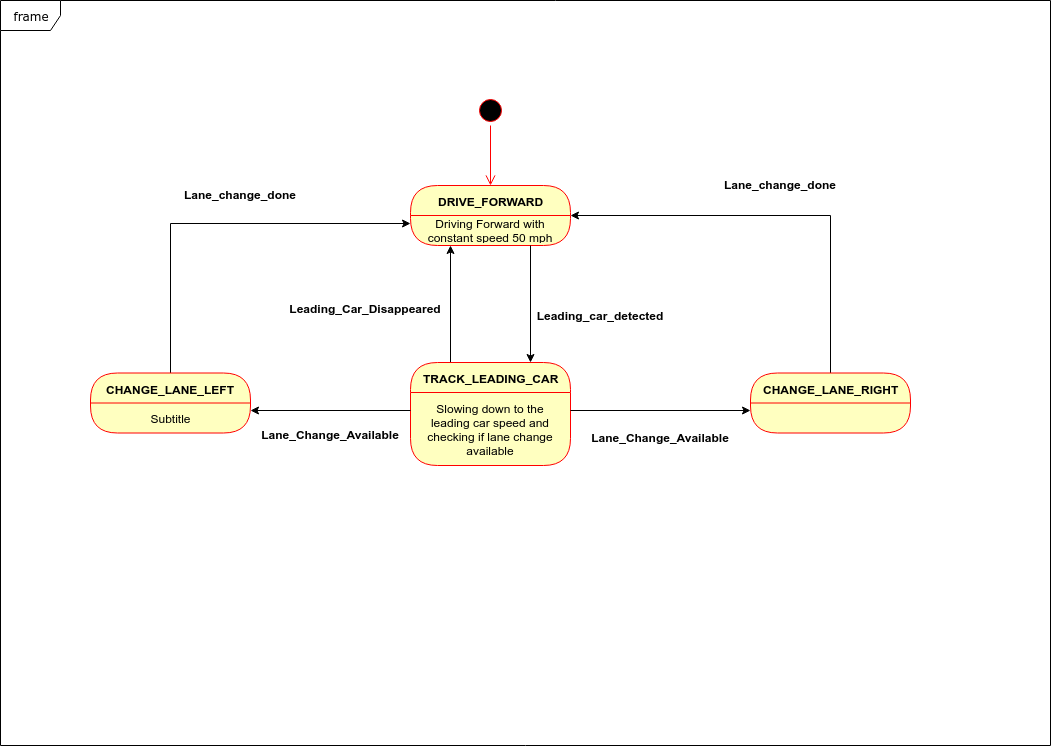 frame
Lane_change_done
Lane_change_done
DRIVE_FORWARD
Driving Forward with
constant speed 50 mph
Leading_Car_Disappeared
Leading_car_detected
CHANGE_LANE_LEFT
Subtitle
TRACK_LEADING_CAR
Slowing down to the
leading car speed and
checking if lane change
available
CHANGE_LANE_RIGHT
Lane_Change_Available
Lane_Change_Available